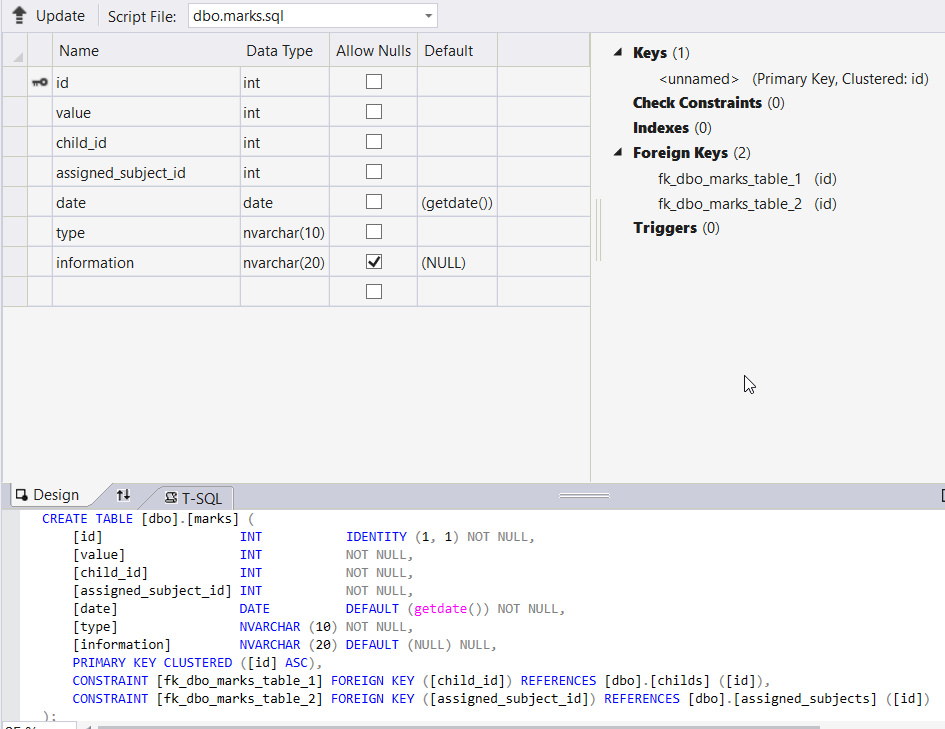 Update Script File: dbo.marks.sql
Name Data Type Allow Nulls Default
id int
value int
child_id int
assigned_subject_id int
date date (getdate())
type nvarchar(10)
information nvarchar(20) (NULL)
Keys (1)
<unnamed> (Primary Key, Clustered: id)
Check Constraints (0)
Indexes (0)
Foreign Keys (2)
fk_dbo_marks_table_1 (id)
fk_dbo_marks_table_2 (id)
Triggers (0)
Design T-SQL
CREATE TABLE [dbo].[marks] (
[id] INT IDENTITY (1, 1) NOT NULL,
[value] INT NOT NULL,
[child_id] INT NOT NULL,
[assigned_subject_id] INT NOT NULL,
[date] DATE DEFAULT (getdate()) NOT NULL,
[type] NVARCHAR (10) NOT NULL,
[information] NVARCHAR (20) DEFAULT (NULL) NULL,
PRIMARY KEY CLUSTERED ([id] ASC),
CONSTRAINT [fk_dbo_marks_table_1] FOREIGN KEY ([child_id]) REFERENCES [dbo].[childs] ([id]),
CONSTRAINT [fk_dbo_marks_table_2] FOREIGN KEY ([assigned_subject_id]) REFERENCES [dbo].[assigned_subjects] ([id])
);